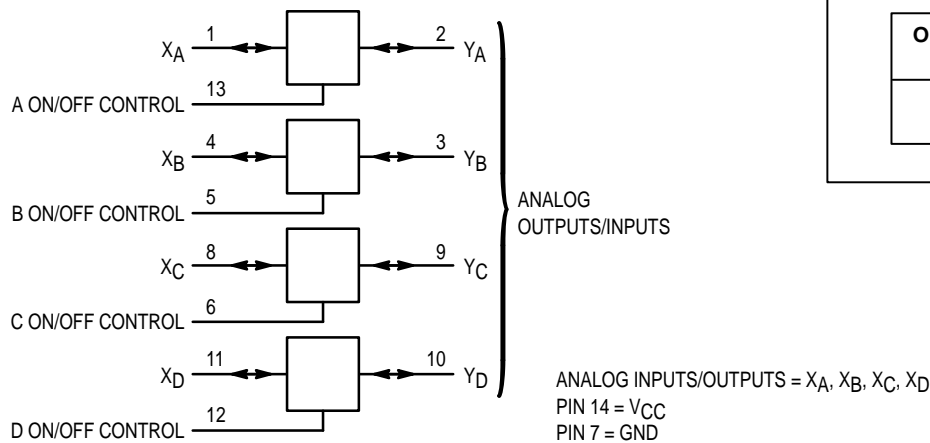 X_A 1 2 Y_A
A ON/OFF CONTROL 13
X_B 4 3 Y_B
B ON/OFF CONTROL 5
ANALOG
OUTPUTS/INPUTS
X_C 8 9 Y_C
C ON/OFF CONTROL 6
X_D 11 10 Y_D
D ON/OFF CONTROL 12
ANALOG INPUTS/OUTPUTS = X_A, X_B, X_C, X_D
PIN 14 = V_CC
PIN 7 = GND
O